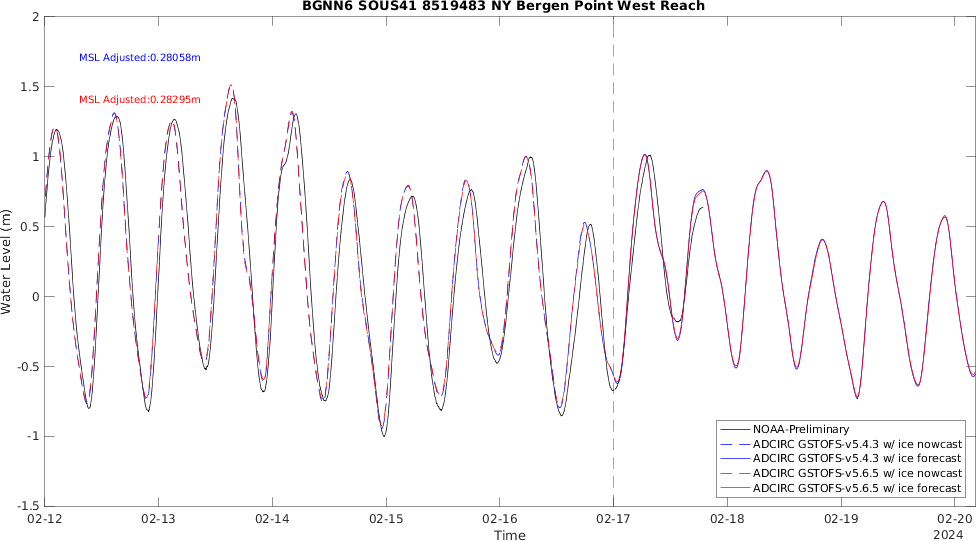 BGNN6 SOUS41 8519483 NY Bergen Point West Reach
2
1.5
1
0.5
0
-0.5
-1
-1.5
Water Level (m)
MSL Adjusted:0.28058m
MSL Adjusted:0.28295m
NOAA-Preliminary
ADCIRC GSTOFS-v5.4.3 w/ ice nowcast
ADCIRC GSTOFS-v5.4.3 w/ ice forecast
ADCIRC GSTOFS-v5.6.5 w/ ice nowcast
ADCIRC GSTOFS-v5.6.5 w/ ice forecast
02-12 02-13 02-14 02-15 02-16 02-17 02-18 02-19 02-20
Time
2024